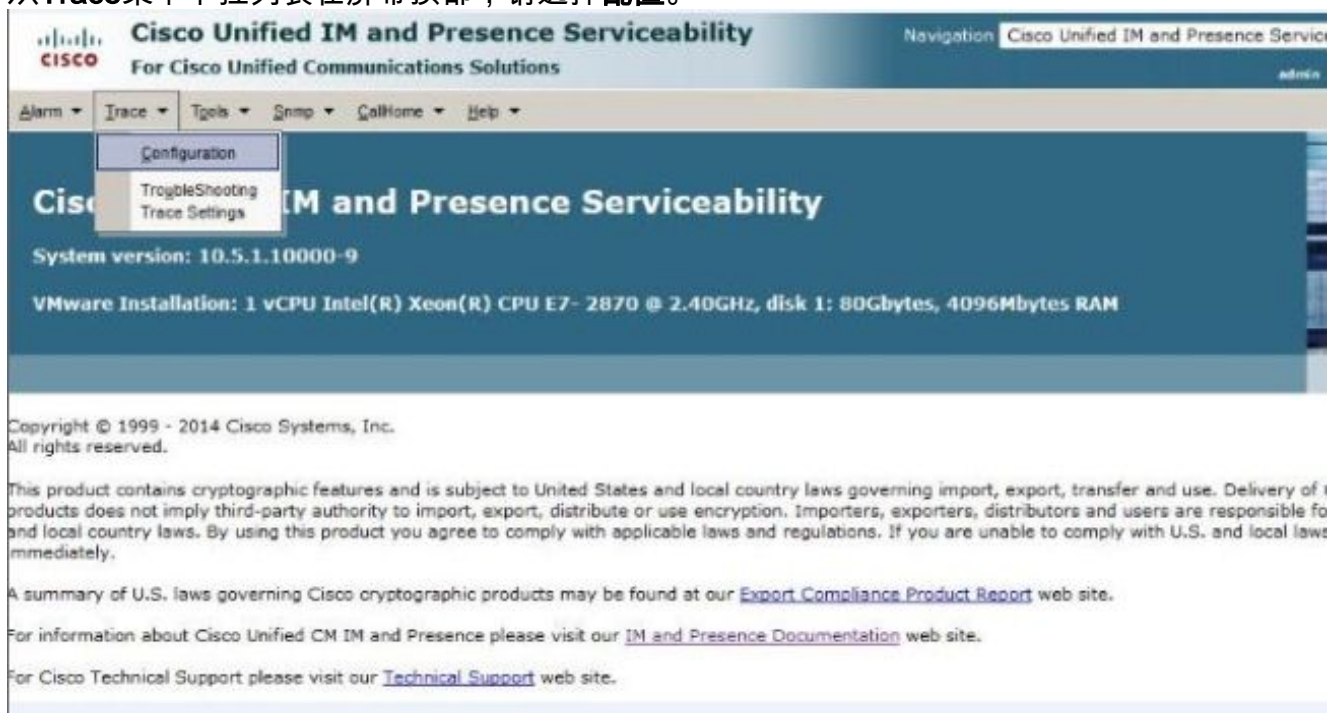 从Trace菜单下拉列表在屏幕顶部，请选择配置。
Cisco Unified IM and Presence Serviceability
Navigation Cisco Unified IM and Presence Servic
CISCO
For Cisco Unified Communications Solutions
admin
Alarm Trace Tools Snmp CallHome Help
Configuration
TroubleShooting
Trace Settings
Cisc IM and Presence Serviceability
System version: 10.5.1.10000-9
VMware Installation: 1 vCPU Intel(R) Xeon(R) CPU E7- 2870 @ 2.40GHz, disk 1: 80Gbytes, 4096Mbytes RAM
Copyright © 1999 - 2014 Cisco Systems, Inc.
All rights reserved.
This product contains cryptographic features and is subject to United States and local country laws governing import, export, transfer and use. Delivery of
products does not imply third-party authority to import, export, distribute or use encryption. Importers, exporters, distributors and users are responsible fo
and local country laws. By using this product you agree to comply with applicable laws and regulations. If you are unable to comply with U.S. and local laws
immediately.
A summary of U.S. laws governing Cisco cryptographic products may be found at our Export Compliance Product Report web site.
For information about Cisco Unified CM IM and Presence please visit our IM and Presence Documentation web site.
For Cisco Technical Support please visit our Technical Support web site.